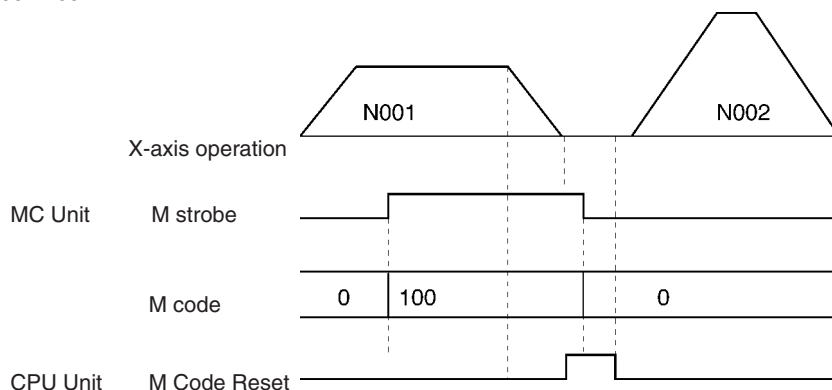 N001
N002
X-axis operation
MC Unit M strobe
M code 0 100 0
CPU Unit M Code Reset